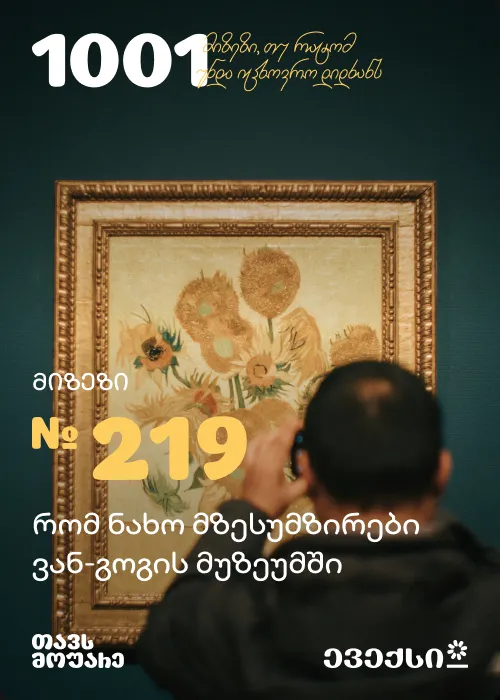 1001 მიზეზი, თუ რატომ
უნდა იცხოვრო დიდხანს
მიზეზი
№ 219
რომ ნახო მზესუმზირები
ვან-გოგის მუზეუმში
თავს
მოუარე
ევექსი